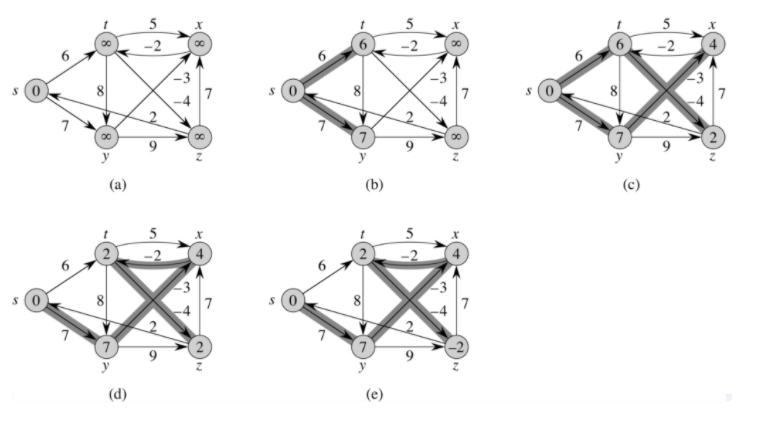 t 5 x
6 ∞ −2 ∞
s 0 8 −3 −4 7
7 2
∞ 9 ∞
y z
(a)
t 5 x
6 6 −2 ∞
s 0 8 −3 −4 7
7 2
7 9 ∞
y z
(b)
t 5 x
6 6 −2 4
s 0 8 −3 −4 7
7 2
7 9 2
y z
(c)
t 5 x
6 2 −2 4
s 0 8 −3 −4 7
7 2
7 9 2
y z
(d)
t 5 x
6 2 −2 4
s 0 8 −3 −4 7
7 2
7 9 −2
y z
(e)